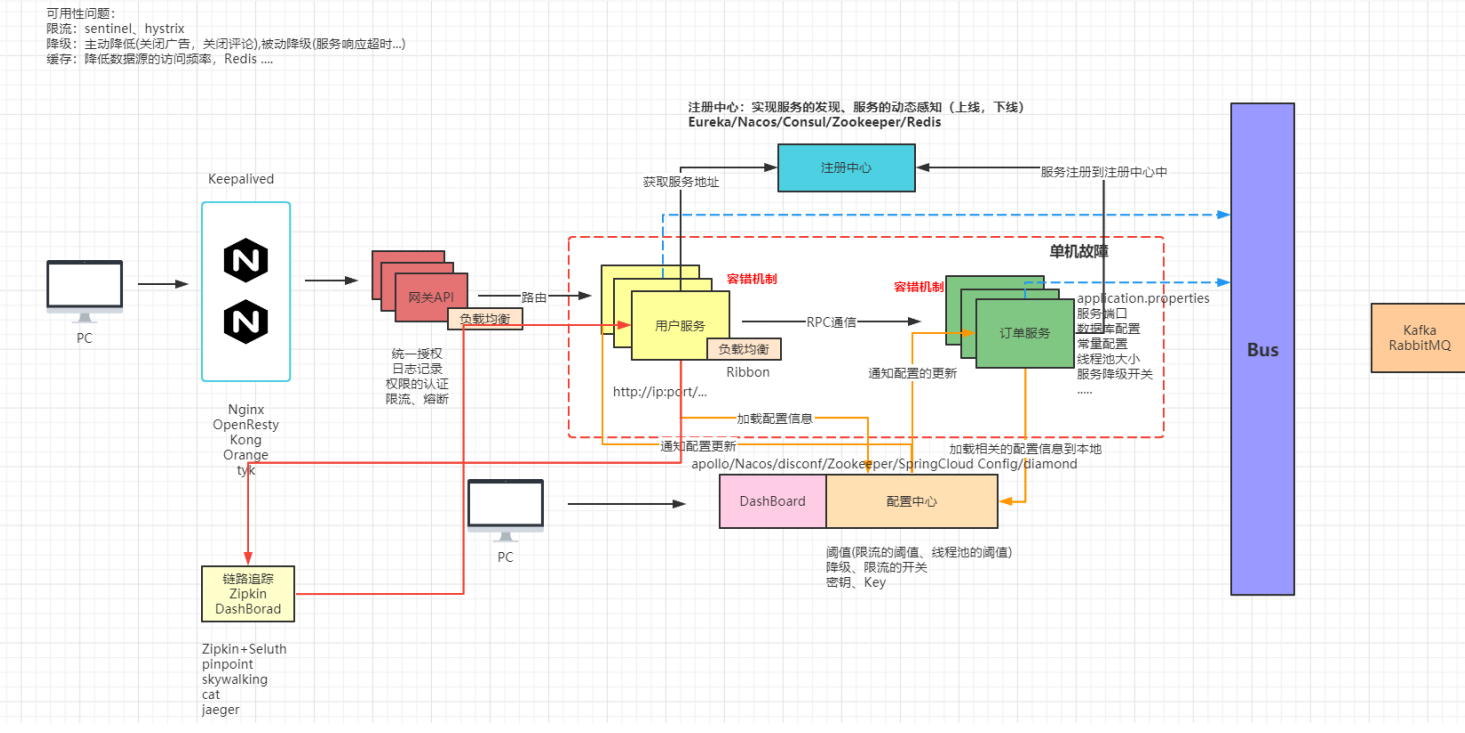 可用性问题:
限流：sentinel、hystrix
降级：主动降低(关闭广告，关闭评论),被动降级(服务响应超时...)
缓存：降低数据源的访问频率，Redis ....
注册中心：实现服务的发现、服务的动态感知（上线，下线）
Eureka/Nacos/Consul/Zookeeper/Redis
注册中心
获取服务地址
服务注册到注册中心中
Keepalived
N
N
PC
网关API
负载均衡
路由
统一授权
日志记录
权限的认证
限流、熔断
单机故障
容错机制
容错机制
用户服务
负载均衡
Ribbon
http://ip:port/...
RPC通信
订单服务
application.properties
服务端口
数据库配置
常量配置
线程池大小
服务降级开关
.....
通知配置的更新
加载配置信息
通知配置更新
加载相关的配置信息到本地
Bus
Kafka
RabbitMQ
Nginx
OpenResty
Kong
Orange
tyk
apollo/Nacos/disconf/Zookeeper/SpringCloud Config/diamond
DashBoard
配置中心
PC
阈值(限流的阈值、线程池的阈值)
降级、限流的开关
密钥、Key
链路追踪
Zipkin
DashBorad
Zipkin+Seluth
pinpoint
skywalking
cat
jaeger